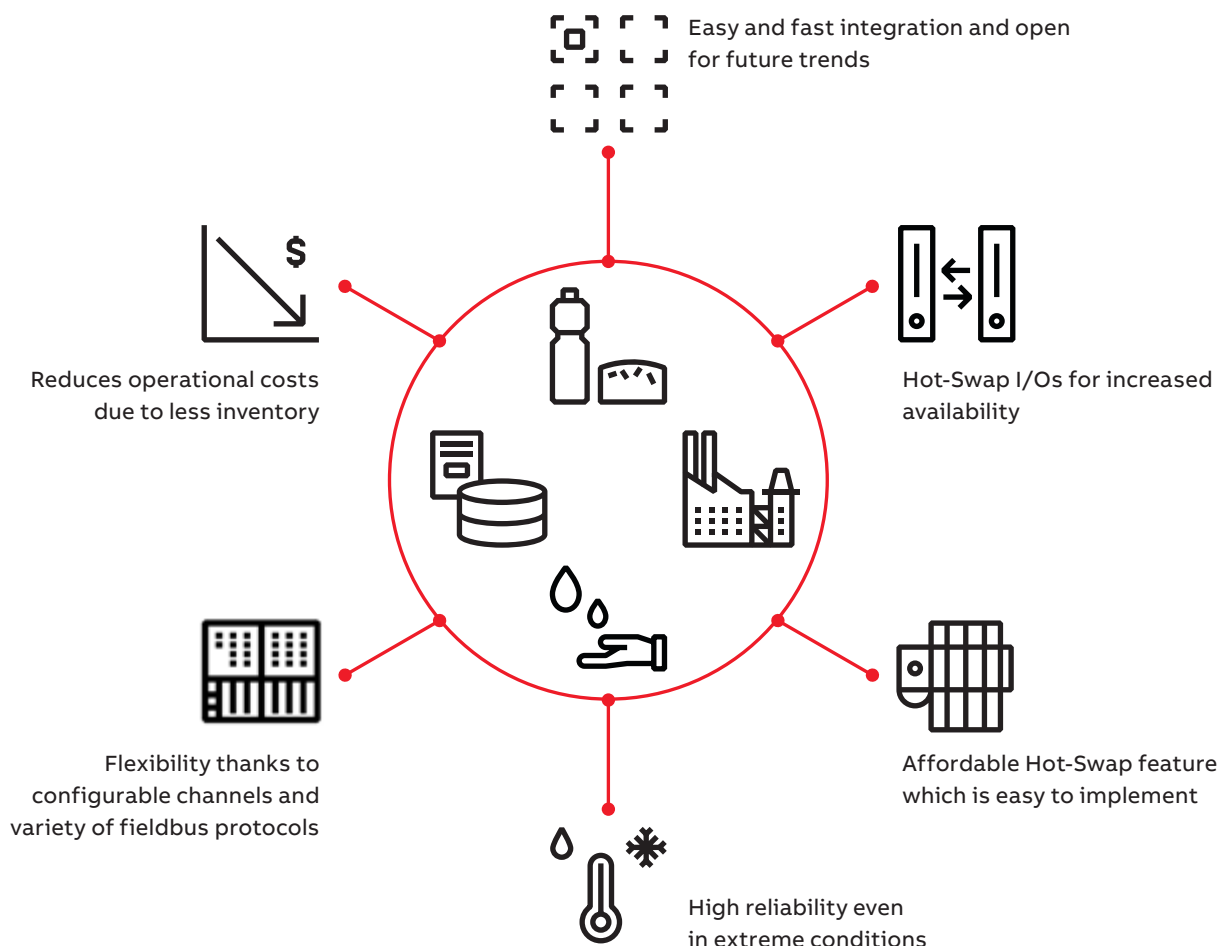 Easy and fast integration and open
for future trends
$
Reduces operational costs
due to less inventory
Hot-Swap I/Os for increased
availability
Flexibility thanks to
configurable channels and
variety of fieldbus protocols
Affordable Hot-Swap feature
which is easy to implement
High reliability even
in extreme conditions